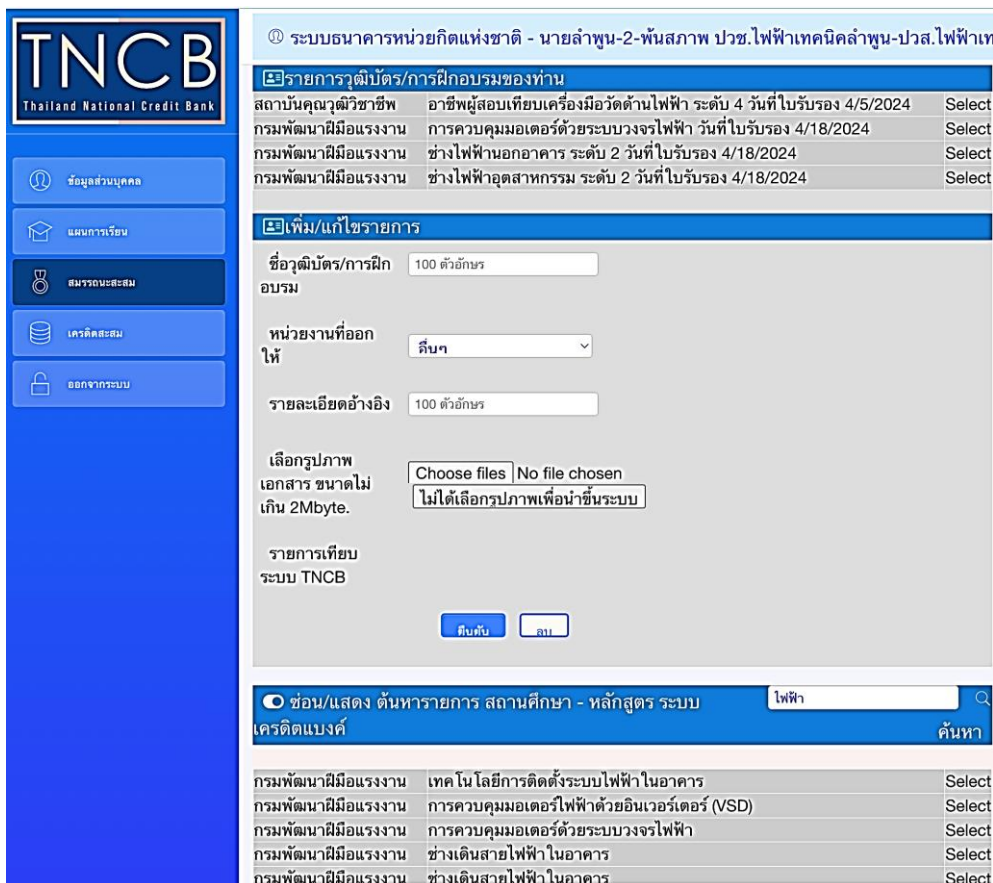 TNCB
Thailand National Credit Bank
ข้อมูลส่วนบุคคล
แผนการเรียน
สมรรถนะสะสม
เครดิตสะสม
ออกจากระบบ
ระบบธนาคารหน่วยกิตแห่งชาติ - นายลำพูน-2-พ้นสภาพ ปวช.ไฟฟ้าเทคนิคลำพูน-ปวส.ไฟฟ้าเท
รายการวุฒิบัตร/การฝึกอบรมของท่าน
สถาบันคุณวุฒิวิชาชีพ อาชีพผู้สอบเทียบเครื่องมือวัดด้านไฟฟ้า ระดับ 4 วันที่ใบรับรอง 4/5/2024 Select
กรมพัฒนาฝีมือแรงงาน การควบคุมมอเตอร์ด้วยระบบวงจรไฟฟ้า วันที่ใบรับรอง 4/18/2024 Select
กรมพัฒนาฝีมือแรงงาน ช่างไฟฟ้านอกอาคาร ระดับ 2 วันที่ใบรับรอง 4/18/2024 Select
กรมพัฒนาฝีมือแรงงาน ช่างไฟฟ้าอุตสาหกรรม ระดับ 2 วันที่ใบรับรอง 4/18/2024 Select
เพิ่ม/แก้ไขรายการ
ชื่อวุฒิบัตร/การฝึก 100 ตัวอักษร
อบรม
หน่วยงานที่ออก อื่นๆ
ให้
รายละเอียดอ้างอิง 100 ตัวอักษร
เลือกรูปภาพ
เอกสาร ขนาดไม่ Choose files No file chosen
เกิน 2Mbyte. ไม่ได้เลือกรูปภาพเพื่อนำขึ้นระบบ
รายการเทียบ
ระบบ TNCB
ยืนยัน ลบ
ซ่อน/แสดง ค้นหารายการ สถานศึกษา - หลักสูตร ระบบ ไฟฟ้า
เครดิตแบงค์ ค้นหา
กรมพัฒนาฝีมือแรงงาน เทคโนโลยีการติดตั้งระบบไฟฟ้าในอาคาร Select
กรมพัฒนาฝีมือแรงงาน การควบคุมมอเตอร์ไฟฟ้าด้วยอินเวอร์เตอร์ (VSD) Select
กรมพัฒนาฝีมือแรงงาน การควบคุมมอเตอร์ด้วยระบบวงจรไฟฟ้า Select
กรมพัฒนาฝีมือแรงงาน ช่างเดินสายไฟฟ้าในอาคาร Select
กรมพัฒนาฝีมือแรงงาน ช่างเดินสายไฟฟ้าในอาคาร Select